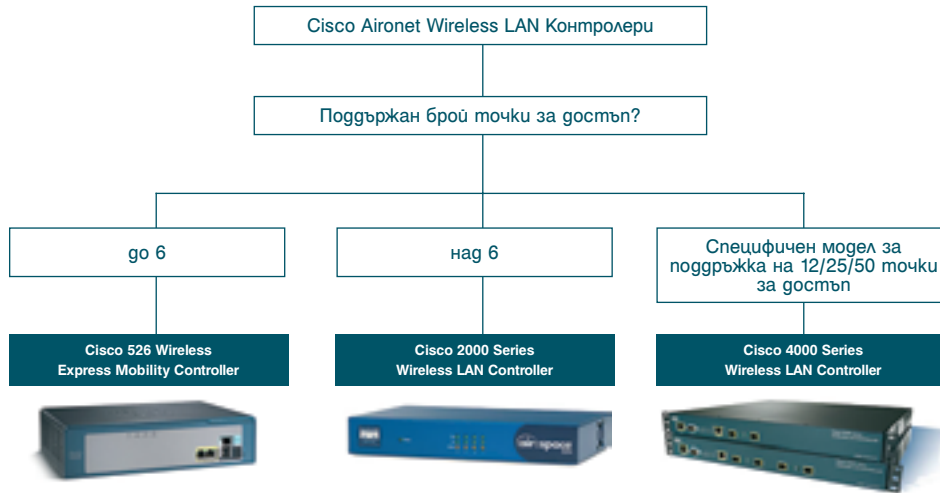 Cisco Aironet Wireless LAN Контролери
Поддържан брой точки за достъп?
до 6
над 6
Специфичен модел за
поддръжка на 12/25/50 точки
за достъп
Cisco 526 Wireless
Express Mobility Controller
Cisco 2000 Series
Wireless LAN Controller
Cisco 4000 Series
Wireless LAN Controller
airespace